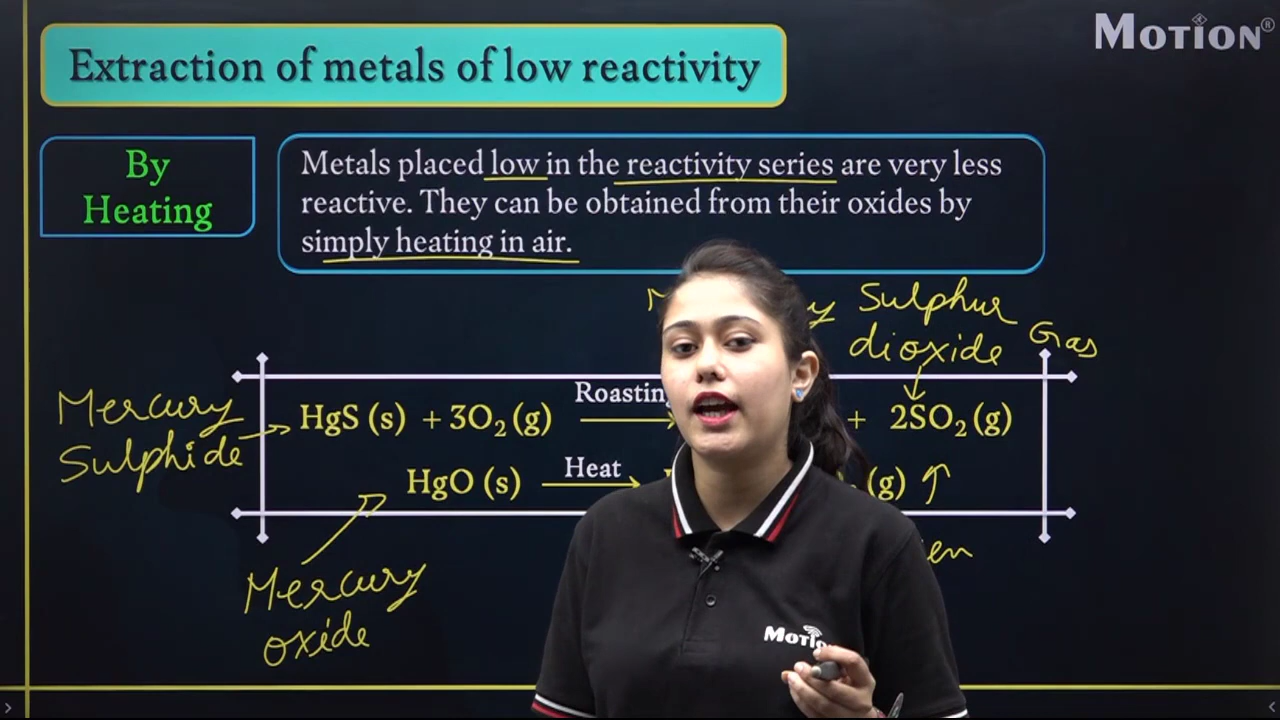 MOTION®
Extraction of metals of low reactivity
By
Heating
Metals placed low in the reactivity series are very less
reactive. They can be obtained from their oxides by
simply heating in air.
Sulphur
dioxide Gas
Mercury
Sulphide
HgS (s) + 3O₂ (g) Roasting + 2SO₂ (g)
HgO (s) Heat (g) ↑
Mercury
oxide
MOTION